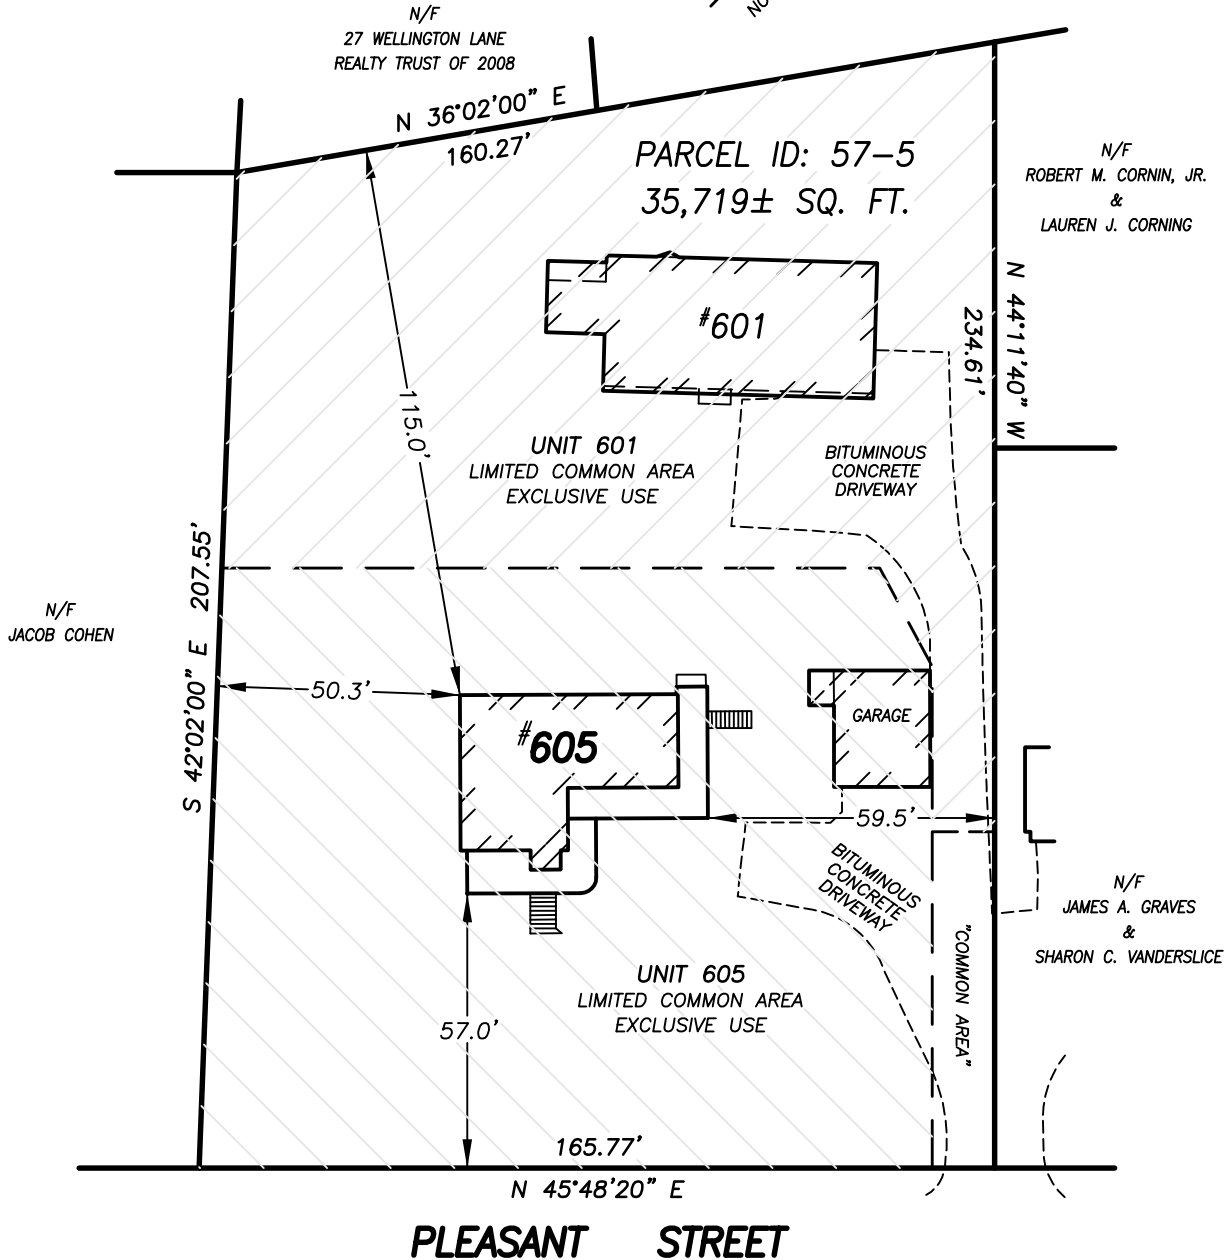 N/F
27 WELLINGTON LANE
REALTY TRUST OF 2008
N 36°02'00" E
160.27'
PARCEL ID: 57-5
35,719± SQ. FT.
N/F
ROBERT M. CORNIN, JR.
&
LAUREN J. CORNING
N 44°11'40" W
234.61'
#601
115.0'
UNIT 601
LIMITED COMMON AREA
EXCLUSIVE USE
BITUMINOUS
CONCRETE
DRIVEWAY
S 42°02'00" E 207.55'
N/F
JACOB COHEN
50.3'
#605
GARAGE
59.5'
BITUMINOUS
CONCRETE
DRIVEWAY
N/F
JAMES A. GRAVES
&
SHARON C. VANDERSLICE
"COMMON AREA"
UNIT 605
LIMITED COMMON AREA
EXCLUSIVE USE
57.0'
165.77'
N 45°48'20" E
PLEASANT STREET